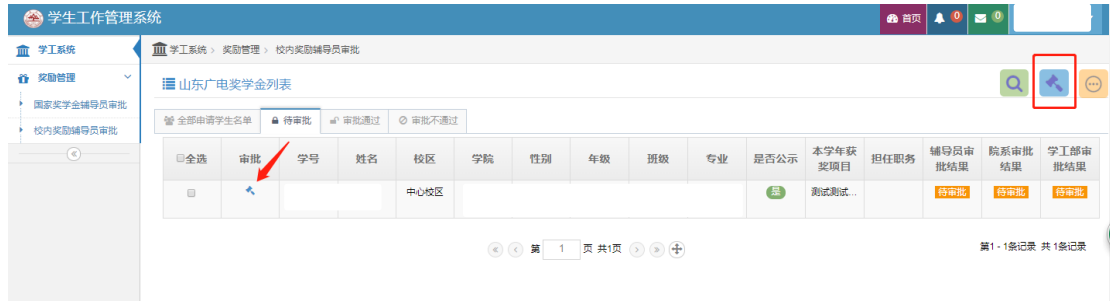 学生工作管理系统
首页 0 0
学工系统
学工系统 > 奖励管理 > 校内奖励辅导员审批
奖励管理
国家奖学金辅导员审批
校内奖励辅导员审批
山东广电奖学金列表
全部申请学生名单 待审批 审批通过 审批不通过
全选 审批 学号 姓名 校区 学院 性别 年级 班级 专业 是否公示 本学年获奖项目 担任职务 辅导员审批结果 院系审批结果 学工部审批结果
中心校区 是 测试测试... 待审批 待审批 待审批
第 1 页 共1页
第1 - 1条记录 共 1条记录